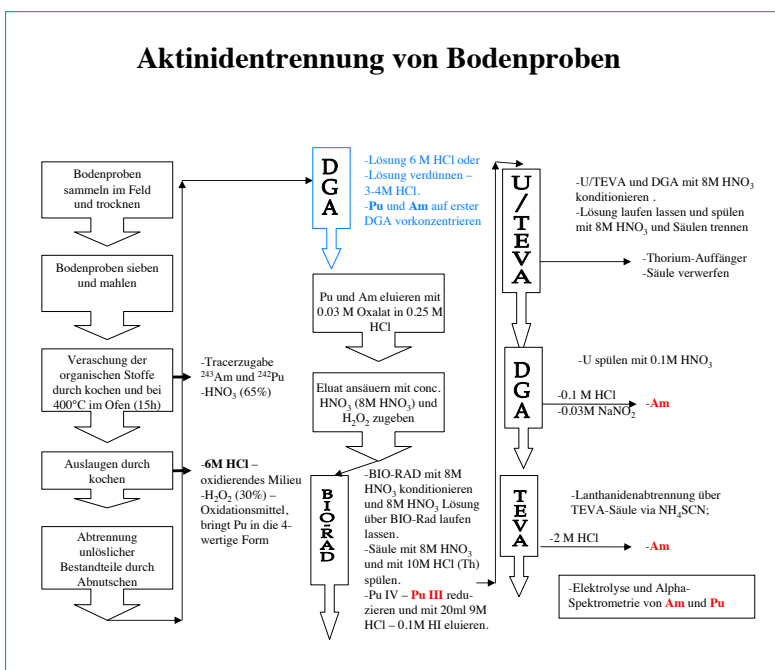 Aktinidentrennung von Bodenproben
Bodenproben
sammeln im Feld
und trocknen
Bodenproben sieben
und mahlen
Veraschung der
organischen Stoffe
durch kochen und bei
400°C im Ofen (15h)
-Tracerzugabe
²⁴³Am und ²⁴²Pu
-HNO₃ (65%)
Auslaugen durch
kochen
-6M HCl –
oxidierendes Milieu
-H₂O₂ (30%) –
Oxidationsmittel,
bringt Pu in die 4-
wertige Form
Abtrennung
unlöslicher
Bestandteile durch
Abnutschen
DGA
-Lösung 6 M HCl oder
-Lösung verdünnen –
3-4M HCl.
-Pu und Am auf erster
DGA vorkonzentrieren
Pu und Am eluieren mit
0.03 M Oxalat in 0.25 M
HCl
Eluat ansäuern mit conc.
HNO₃ (8M HNO₃) und
H₂O₂ zugeben
BIO-RAD
-BIO-RAD mit 8M
HNO₃ konditionieren
und 8M HNO₃ Lösung
über BIO-Rad laufen
lassen.
-Säule mit 8M HNO₃
und mit 10M HCl (Th)
spülen.
-Pu IV – Pu III redu-
zieren und mit 20ml 9M
HCl – 0.1M HI eluieren.
U/TEVA
-U/TEVA und DGA mit 8M HNO₃
konditionieren .
-Lösung laufen lassen und spülen
mit 8M HNO₃ und Säulen trennen
-Thorium-Auffänger
-Säule verwerfen
DGA
-U spülen mit 0.1M HNO₃
-0.1 M HCl
-0.03M NaNO₂
-Am
TEVA
-Lanthanidenabtrennung über
TEVA-Säule via NH₄SCN;
-2 M HCl
-Am
-Elektrolyse und Alpha-
Spektrometrie von Am und Pu